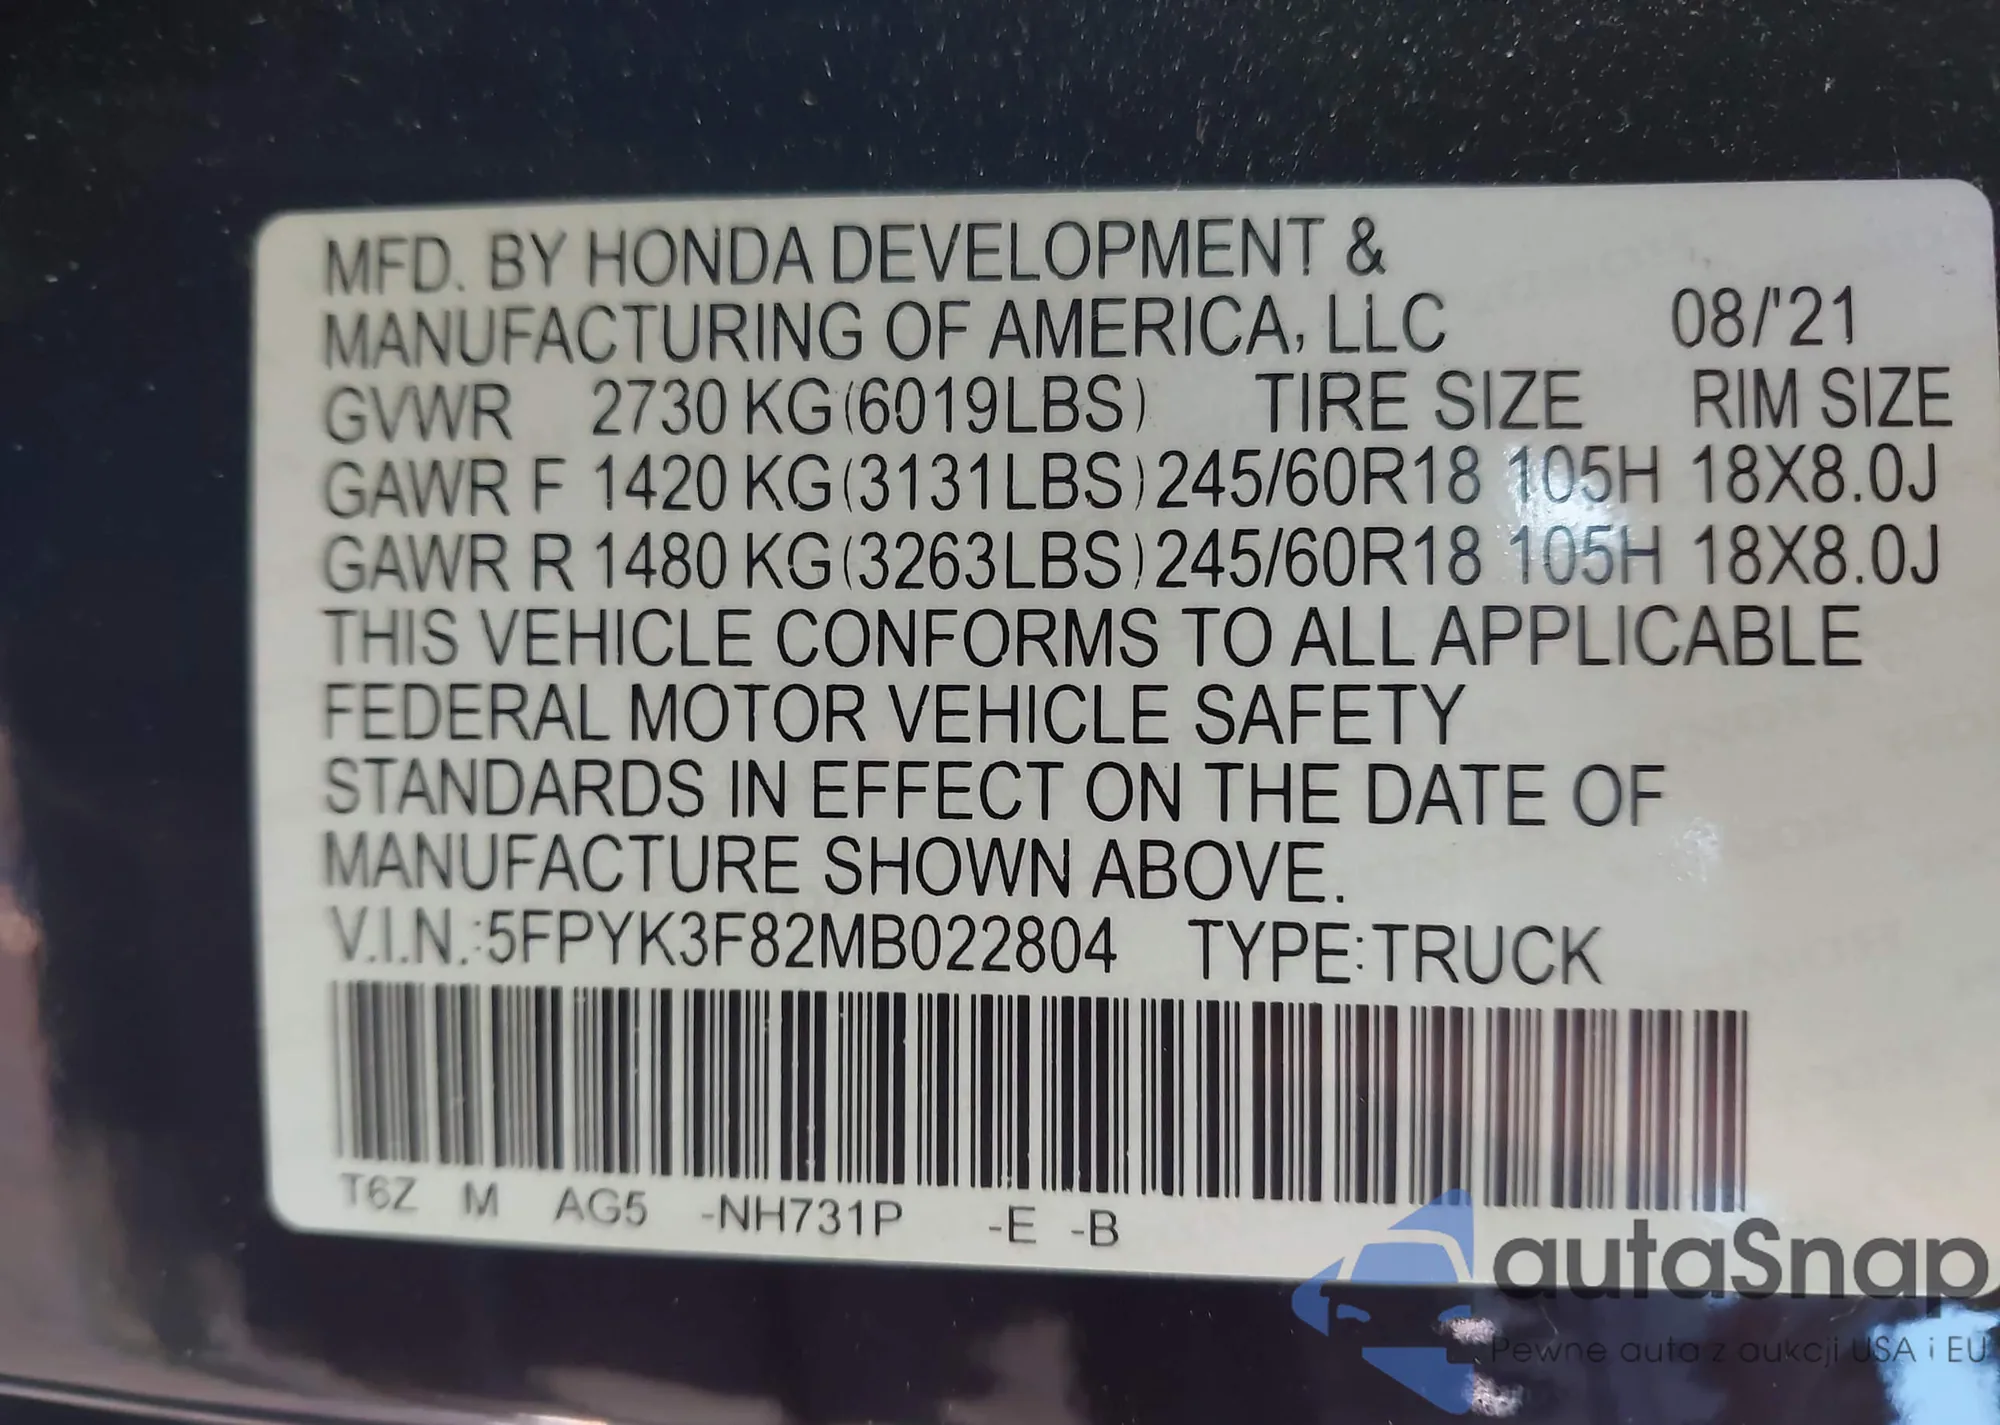 MFD. BY HONDA DEVELOPMENT &
MANUFACTURING OF AMERICA, LLC 08/'21
GVWR 2730 KG(6019LBS) TIRE SIZE RIM SIZE
GAWR F 1420 KG(3131LBS) 245/60R18 105H 18X8.0J
GAWR R 1480 KG(3263LBS) 245/60R18 105H 18X8.0J
THIS VEHICLE CONFORMS TO ALL APPLICABLE
FEDERAL MOTOR VEHICLE SAFETY
STANDARDS IN EFFECT ON THE DATE OF
MANUFACTURE SHOWN ABOVE.
V.I.N.:5FPYK3F82MB022804 TYPE:TRUCK
T6Z M AG5 -NH731P -E -B
autaSnap
Pewne auta z aukcji USA i EU